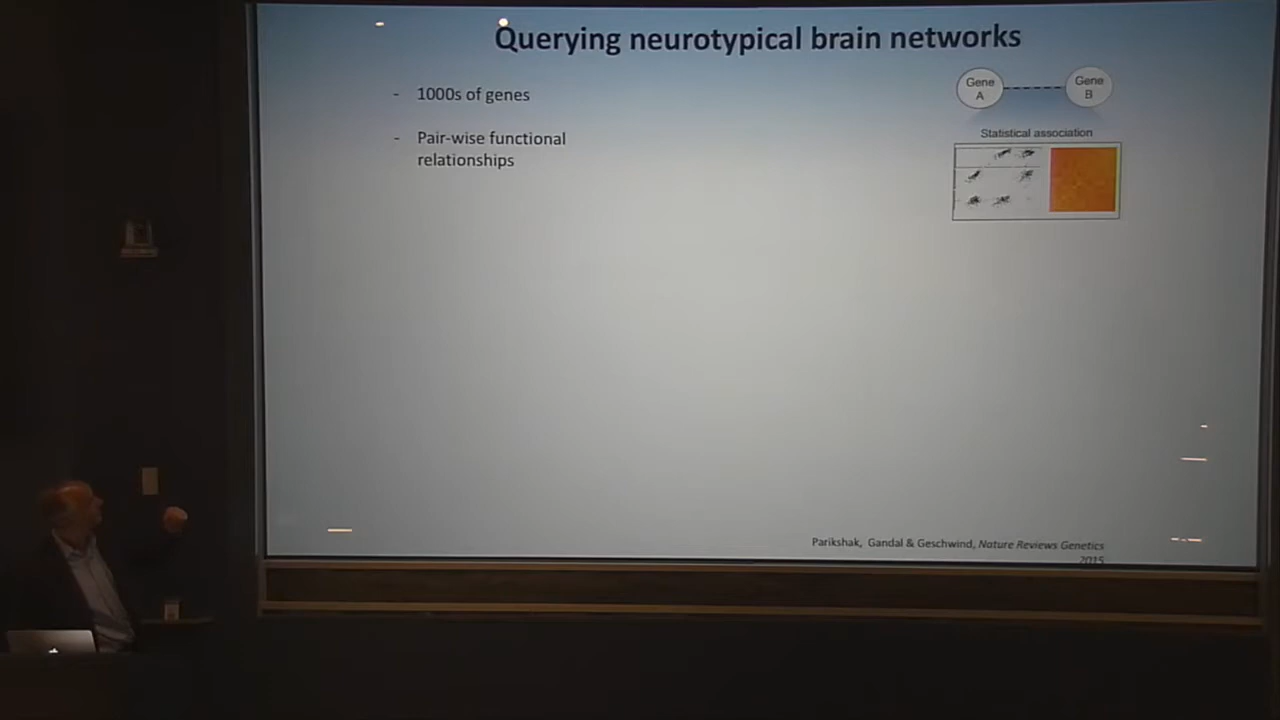 Querying neurotypical brain networks
- 1000s of genes
- Pair-wise functional
relationships
Gene
A
Gene
B
Statistical association
Parikshak, Gandal & Geschwind, Nature Reviews Genetics
2015